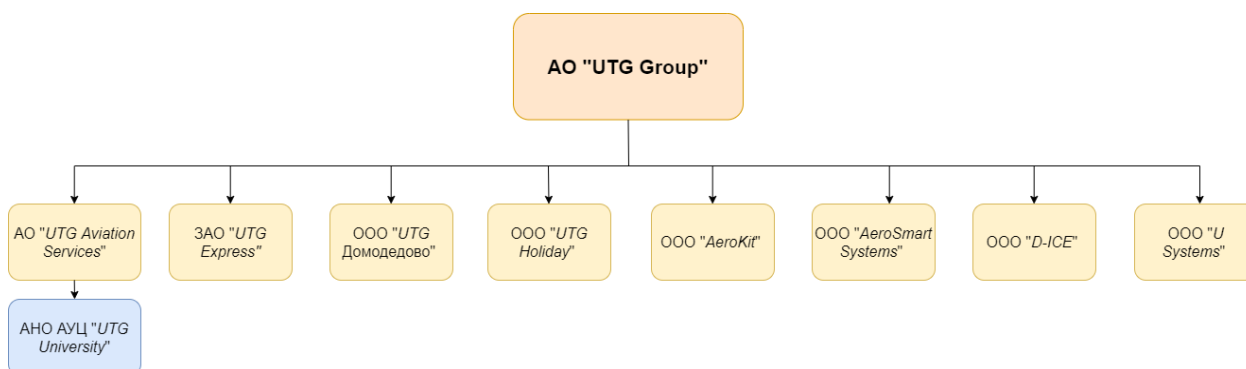 АО "UTG Group"
АО "UTG Aviation
Services"
ЗАО "UTG
Express"
ООО "UTG
Домодедово"
ООО "UTG
Holiday"
ООО "AeroKit"
ООО "AeroSmart
Systems"
ООО "D-ICE"
ООО "U
Systems"
АНО АУЦ "UTG
University"